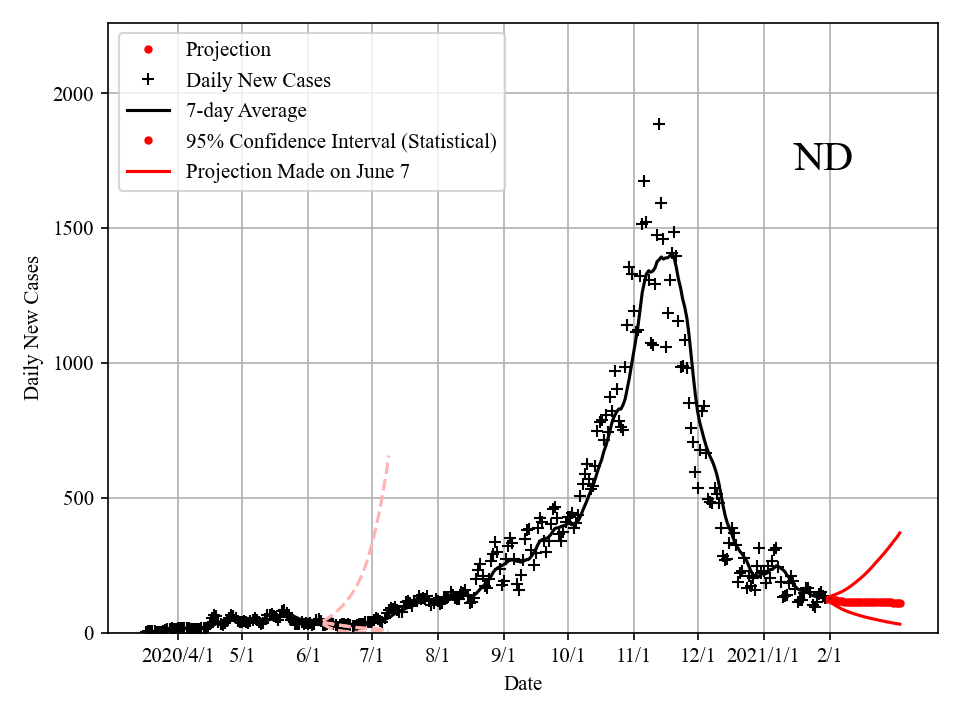 Projection
Daily New Cases
7-day Average
95% Confidence Interval (Statistical)
Projection Made on June 7
ND
2000
1500
1000
500
0
Daily New Cases
2020/4/1 5/1 6/1 7/1 8/1 9/1 10/1 11/1 12/1 2021/1/1 2/1
Date